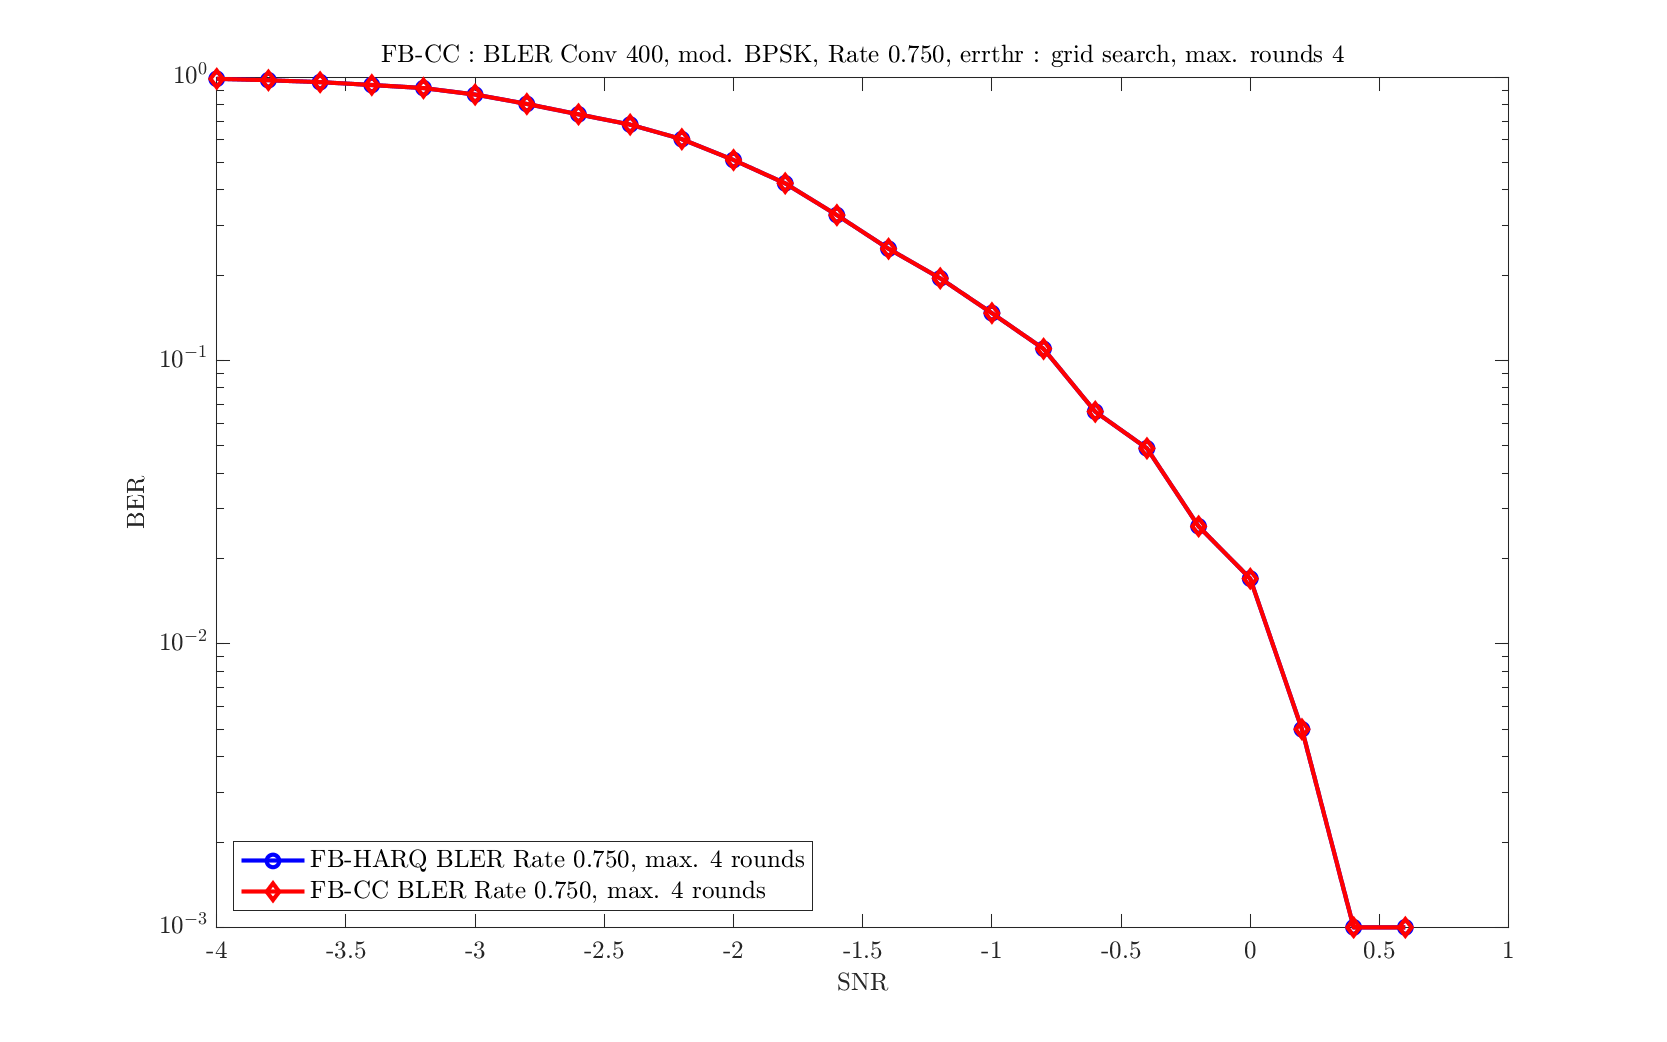 FB-CC : BLER Conv 400, mod. BPSK, Rate 0.750, errthr : grid search, max. rounds 4
10^0
10^-1
10^-2
10^-3
BER
FB-HARQ BLER Rate 0.750, max. 4 rounds
FB-CC BLER Rate 0.750, max. 4 rounds
-4 -3.5 -3 -2.5 -2 -1.5 -1 -0.5 0 0.5 1
SNR